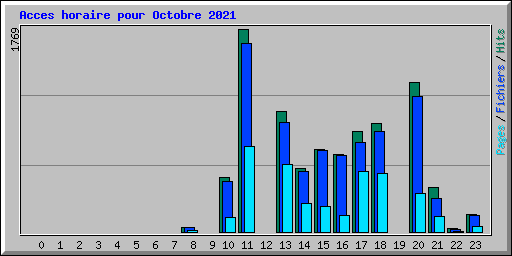 Acces horaire pour Octobre 2021
1769
Pages / Fichiers / Hits
0 1 2 3 4 5 6 7 8 9 10 11 12 13 14 15 16 17 18 19 20 21 22 23